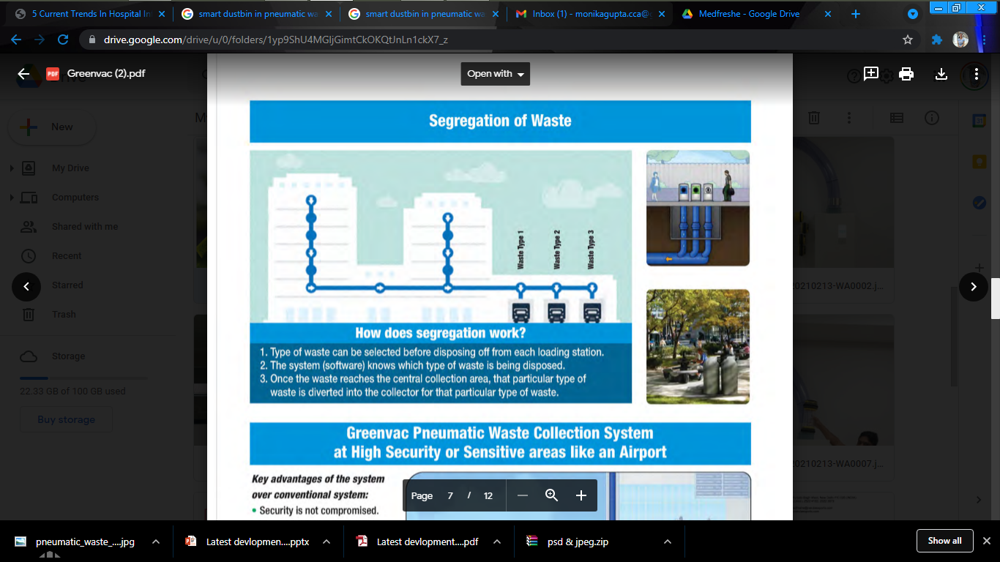 5 Current Trends In Hospital In
smart dustbin in pneumatic wa
smart dustbin in pneumatic wa
Inbox (1) - monikagupta.cca@g
Medfreshe - Google Drive
drive.google.com/drive/u/0/folders/1yp9ShU4MGljGimtCkOKQtJnLn1ckX7_z
PDF
Greenvac (2).pdf
Open with
New
My Drive
Computers
Shared with me
Recent
Starred
Trash
Storage
22.33 GB of 100 GB used
Buy storage
Segregation of Waste
Waste Type 1
Waste Type 2
Waste Type 3
How does segregation work?
1. Type of waste can be selected before disposing off from each loading station.
2. The system (software) knows which type of waste is being disposed.
3. Once the waste reaches the central collection area, that particular type of
waste is diverted into the collector for that particular type of waste.
Greenvac Pneumatic Waste Collection System
at High Security or Sensitive areas like an Airport
Key advantages of the system
over conventional system:
• Security is not compromised.
Page 7 / 12
20210213-WA0002.j...
20210213-WA0007.j...
pneumatic_waste_....jpg
Latest devlopmen....pptx
Latest devlopment....pdf
psd & jpeg.zip
Show all